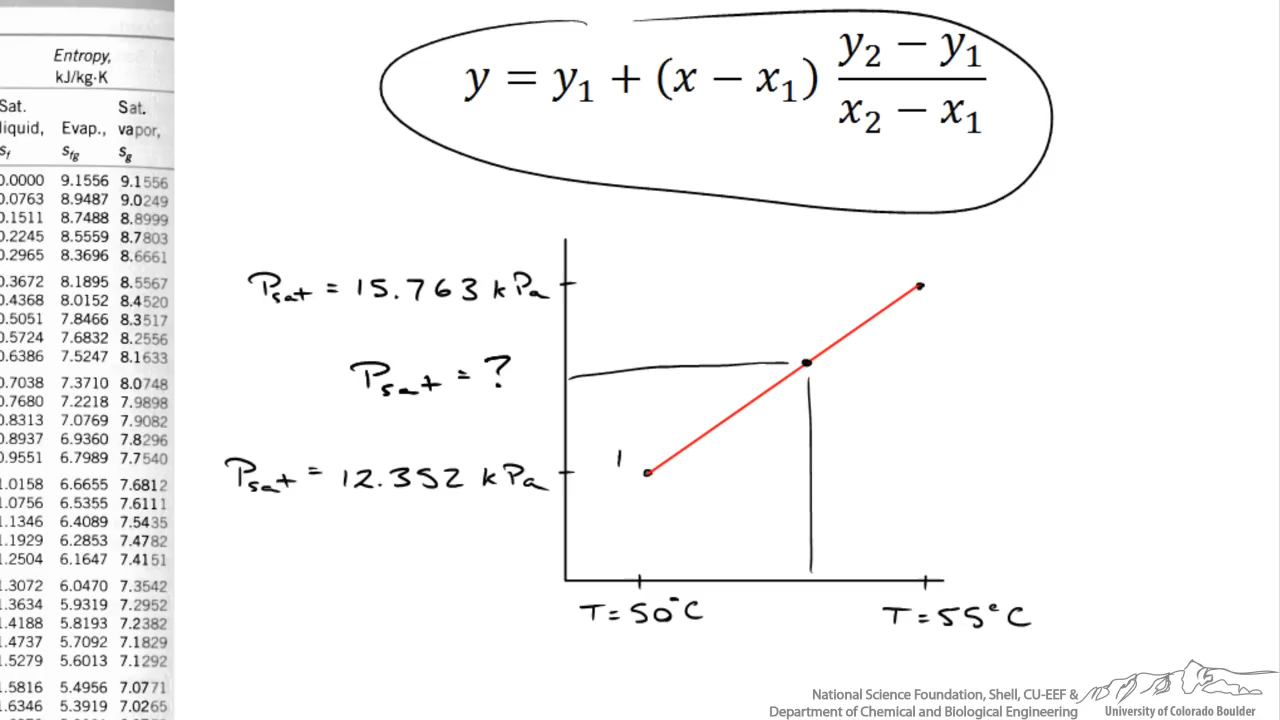 Entropy,
kJ/kg·K
Sat. Sat.
liquid, Evap., vapor,
sf sfg sg
0.0000 9.1556 9.1556
0.0763 8.9487 9.0249
0.1511 8.7488 8.8999
0.2245 8.5559 8.7803
0.2965 8.3696 8.6661
0.3672 8.1895 8.5567
0.4368 8.0152 8.4520
0.5051 7.8466 8.3517
0.5724 7.6832 8.2556
0.6386 7.5247 8.1633
0.7038 7.3710 8.0748
0.7680 7.2218 7.9898
0.8313 7.0769 7.9082
0.8937 6.9360 7.8296
0.9551 6.7989 7.7540
1.0158 6.6655 7.6812
1.0756 6.5355 7.6111
1.1346 6.4089 7.5435
1.1929 6.2853 7.4782
1.2504 6.1647 7.4151
1.3072 6.0470 7.3542
1.3634 5.9319 7.2952
1.4188 5.8193 7.2382
1.4737 5.7092 7.1829
1.5279 5.6013 7.1292
1.5816 5.4956 7.0771
1.6346 5.3919 7.0265
y = y₁ + (x − x₁) (y₂ − y₁)/(x₂ − x₁)
Psat = 15.763 kPa
Psat = ?
1
Psat = 12.352 kPa
T = 50°C
T = 55°C
National Science Foundation, Shell, CU-EEF &
Department of Chemical and Biological Engineering
University of Colorado Boulder